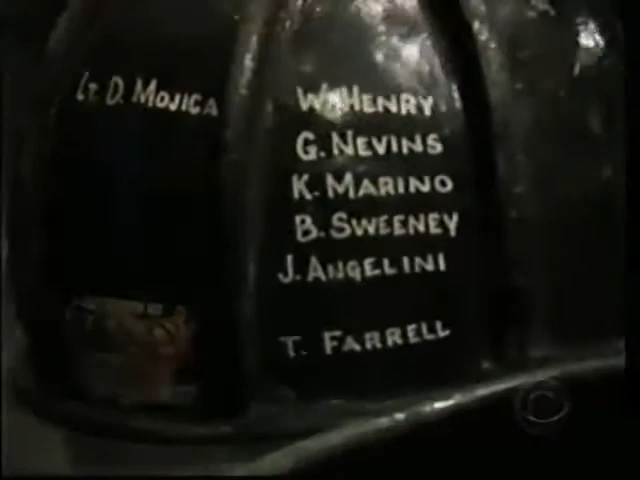 Lt D. MOJICA
W. HENRY
G. NEVINS
K. MARINO
B. SWEENEY
J. ANGELINI
T. FARRELL